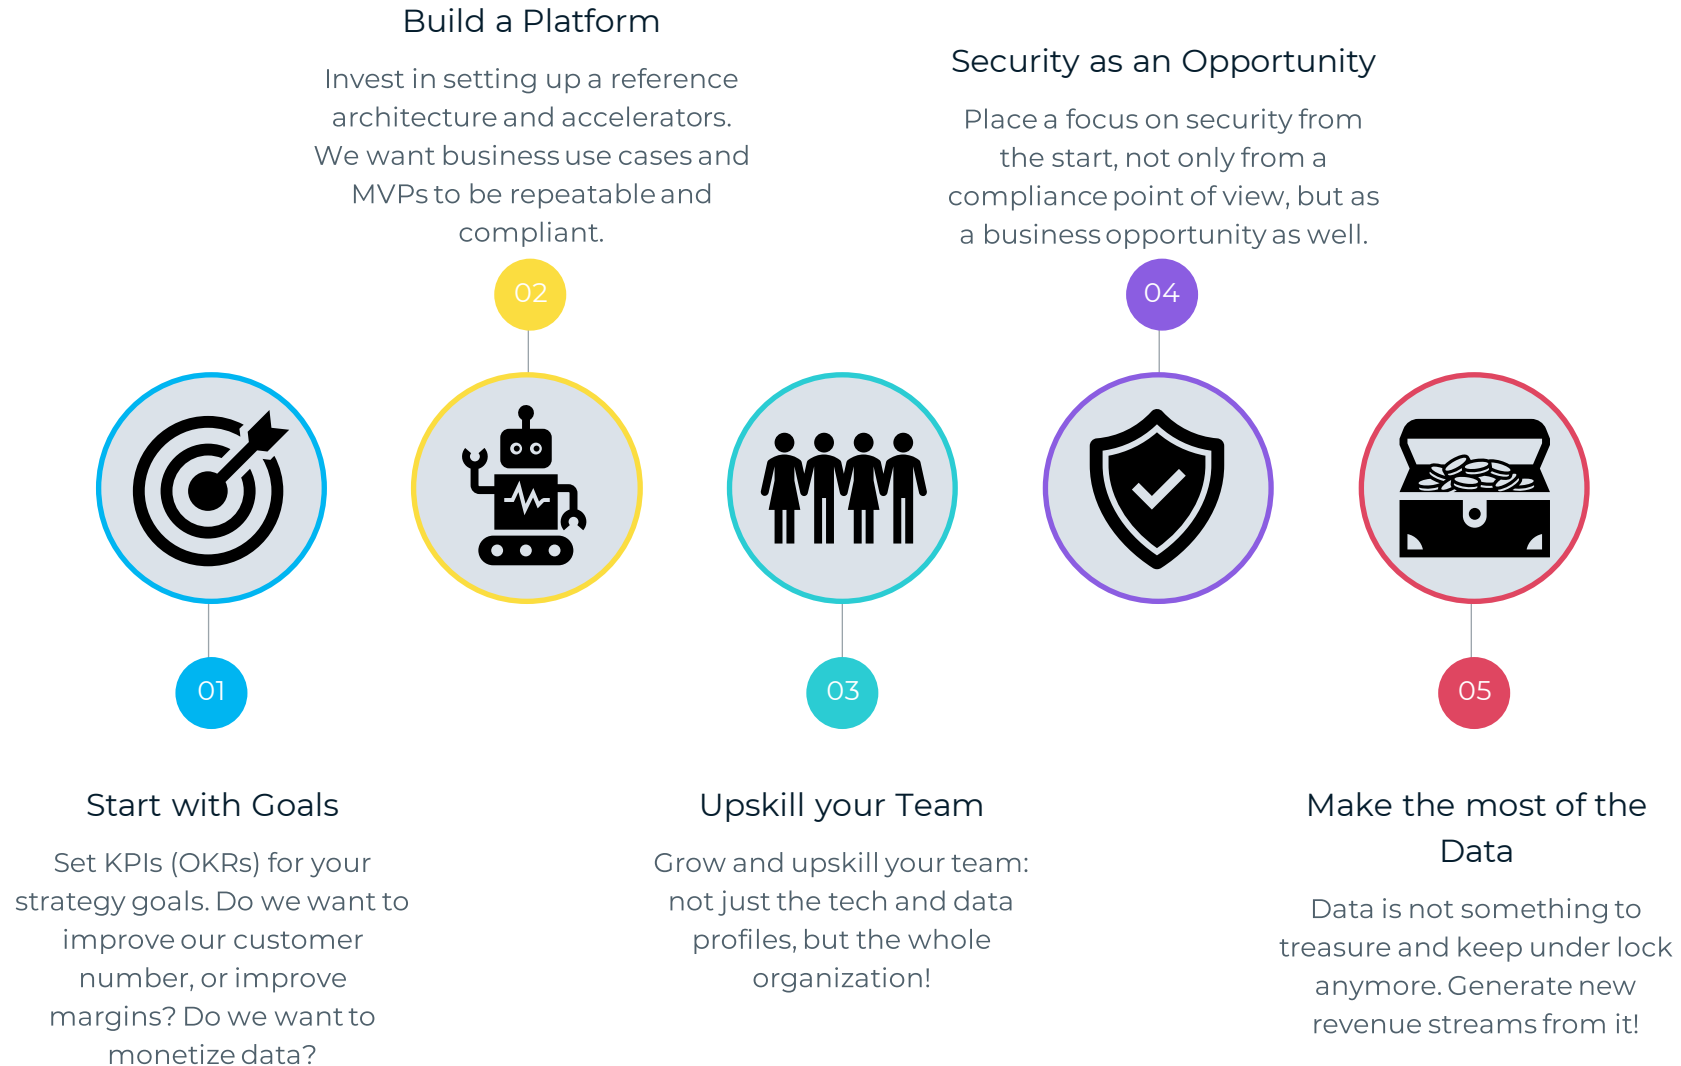 Build a Platform
Invest in setting up a reference
architecture and accelerators.
We want business use cases and
MVPs to be repeatable and
compliant.
02
Security as an Opportunity
Place a focus on security from
the start, not only from a
compliance point of view, but as
a business opportunity as well.
04
01
Start with Goals
Set KPIs (OKRs) for your
strategy goals. Do we want to
improve our customer
number, or improve
margins? Do we want to
monetize data?
03
Upskill your Team
Grow and upskill your team:
not just the tech and data
profiles, but the whole
organization!
05
Make the most of the
Data
Data is not something to
treasure and keep under lock
anymore. Generate new
revenue streams from it!